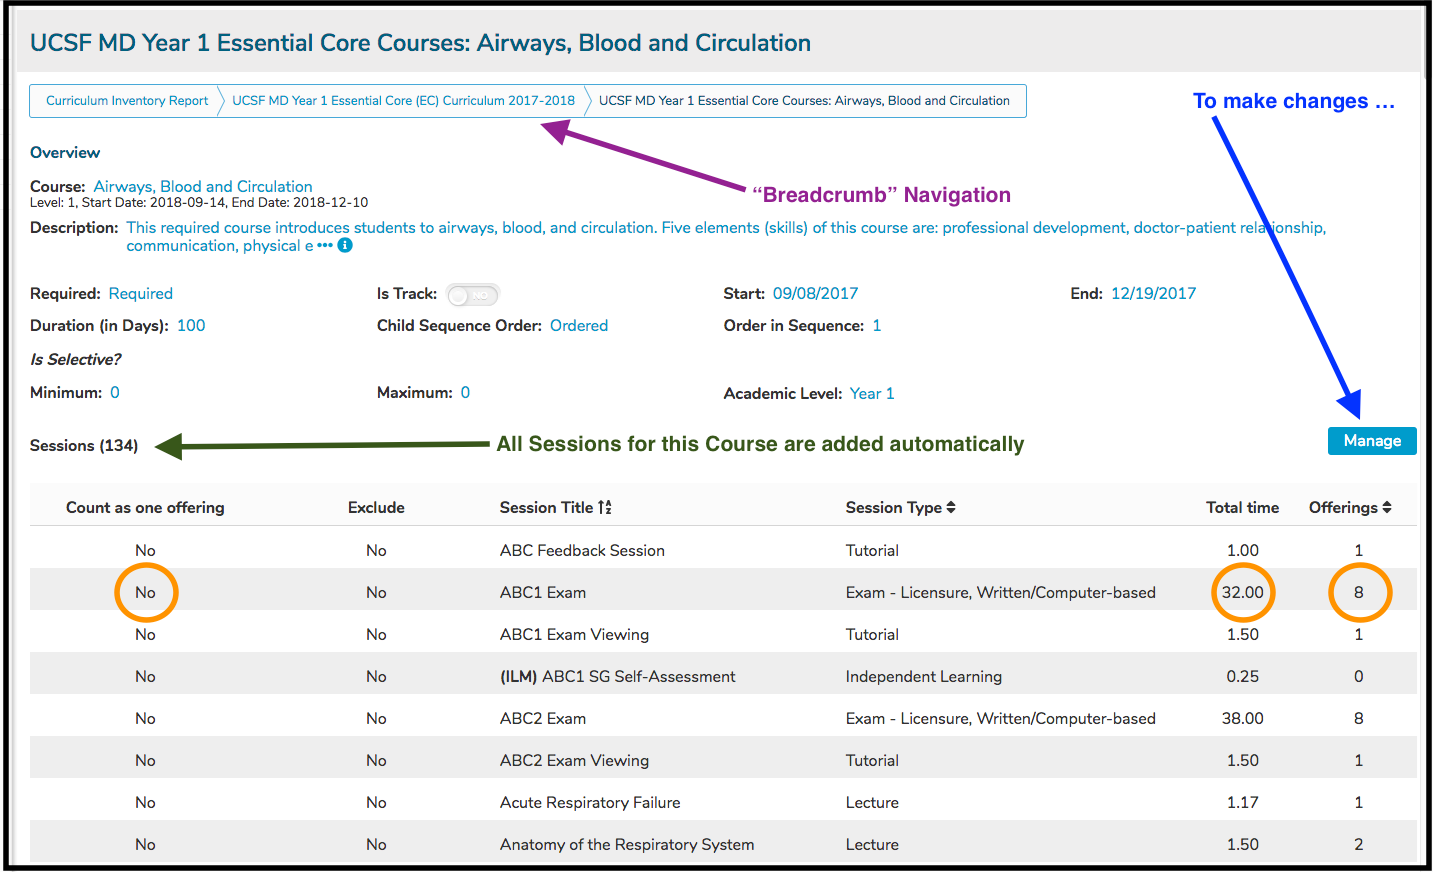 UCSF MD Year 1 Essential Core Courses: Airways, Blood and Circulation
Curriculum Inventory Report UCSF MD Year 1 Essential Core (EC) Curriculum 2017-2018 UCSF MD Year 1 Essential Core Courses: Airways, Blood and Circulation
To make changes ...
Overview
Course: Airways, Blood and Circulation
Level: 1, Start Date: 2018-09-14, End Date: 2018-12-10
“Breadcrumb” Navigation
Description: This required course introduces students to airways, blood, and circulation. Five elements (skills) of this course are: professional development, doctor-patient relationship,
communication, physical e •••
Required: Required Is Track: NO Start: 09/08/2017 End: 12/19/2017
Duration (in Days): 100 Child Sequence Order: Ordered Order in Sequence: 1
Is Selective?
Minimum: 0 Maximum: 0 Academic Level: Year 1
Sessions (134) All Sessions for this Course are added automatically Manage
Count as one offering Exclude Session Title Session Type Total time Offerings
No No ABC Feedback Session Tutorial 1.00 1
No No ABC1 Exam Exam - Licensure, Written/Computer-based 32.00 8
No No ABC1 Exam Viewing Tutorial 1.50 1
No No (ILM) ABC1 SG Self-Assessment Independent Learning 0.25 0
No No ABC2 Exam Exam - Licensure, Written/Computer-based 38.00 8
No No ABC2 Exam Viewing Tutorial 1.50 1
No No Acute Respiratory Failure Lecture 1.17 1
No No Anatomy of the Respiratory System Lecture 1.50 2